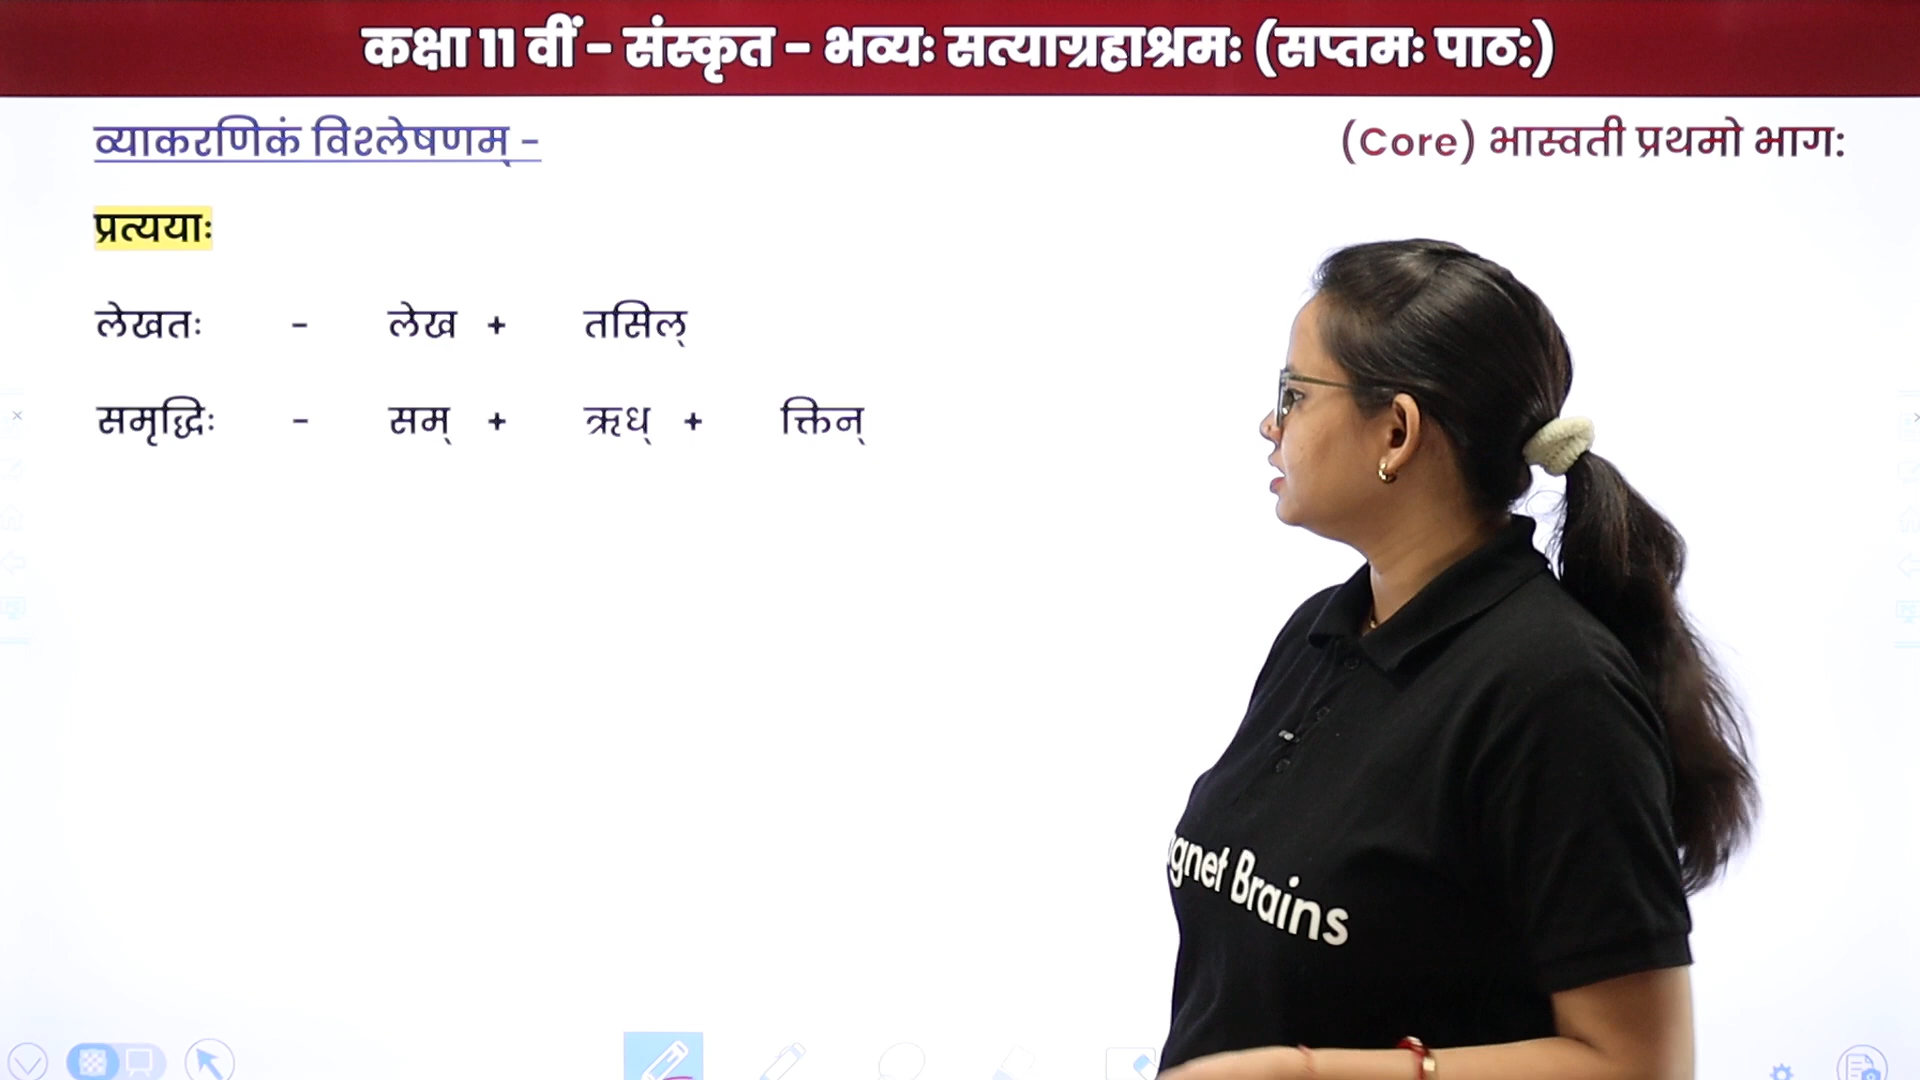 कक्षा 11 वीं - संस्कृत - भव्यः सत्याग्रहाश्रमः (सप्तमः पाठ:)
व्याकरणिकं विश्लेषणम् -
(Core) भास्वती प्रथमो भाग:
प्रत्ययाः
लेखतः - लेख + तसिल्
समृद्धिः - सम् + ऋध् + क्तिन्
gnet Brains